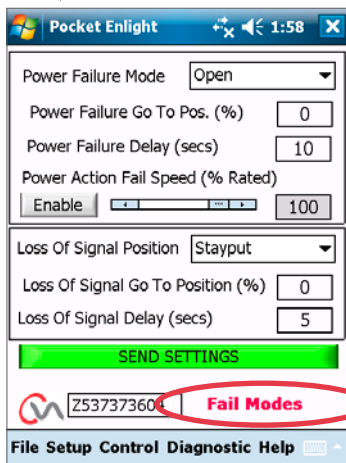 Pocket Enlight 1:58
Power Failure Mode Open
Power Failure Go To Pos. (%) 0
Power Failure Delay (secs) 10
Power Action Fail Speed (% Rated)
Enable 100
Loss Of Signal Position Stayput
Loss Of Signal Go To Position (%) 0
Loss Of Signal Delay (secs) 5
SEND SETTINGS
Z537373604 Fail Modes
File Setup Control Diagnostic Help